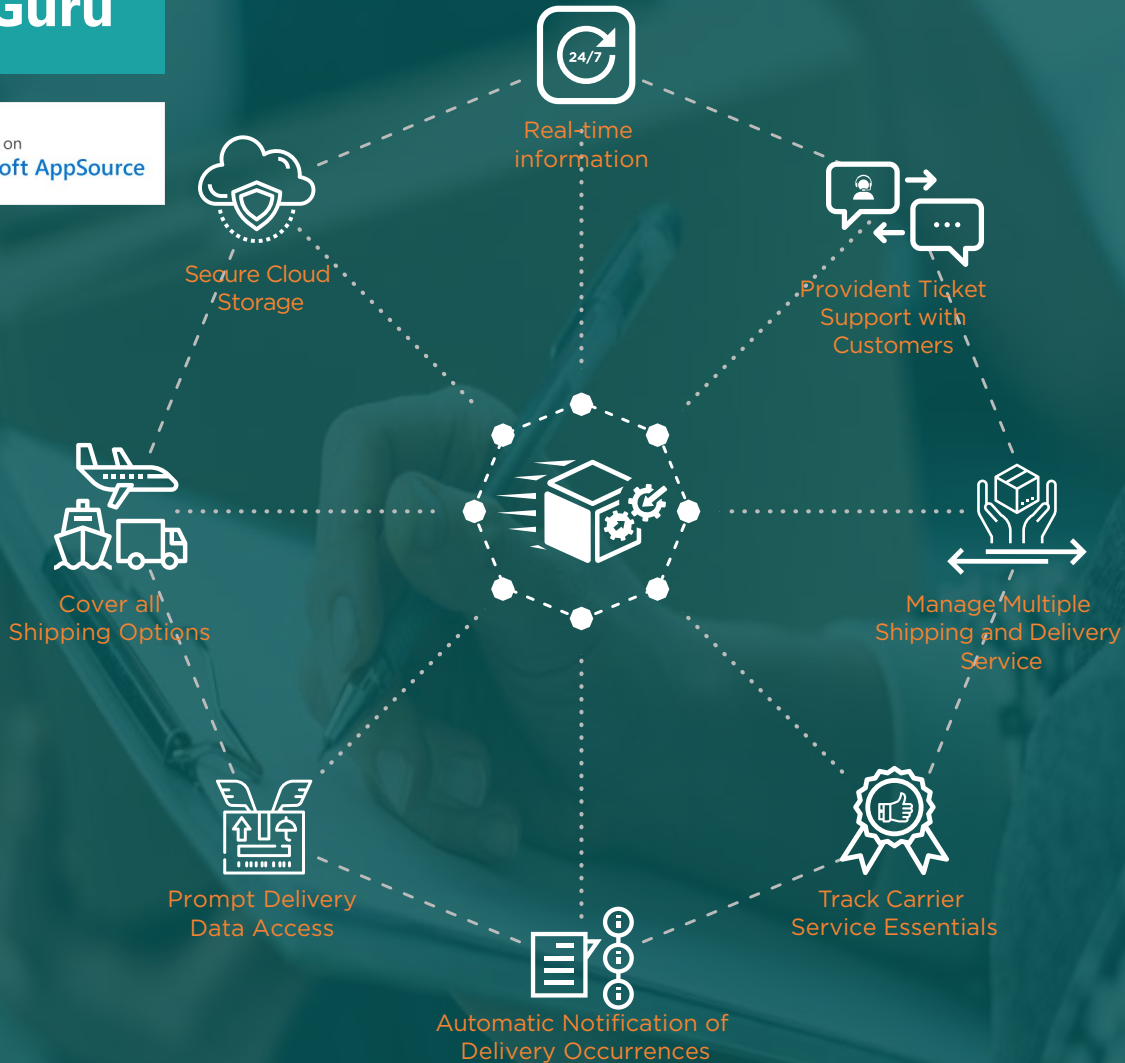 Guru
on
oft AppSource
24/7
Real-time
information
Secure Cloud
Storage
Provident Ticket
Support with
Customers
Cover all
Shipping Options
Manage Multiple
Shipping and Delivery
Service
Prompt Delivery
Data Access
Track Carrier
Service Essentials
Automatic Notification of
Delivery Occurrences